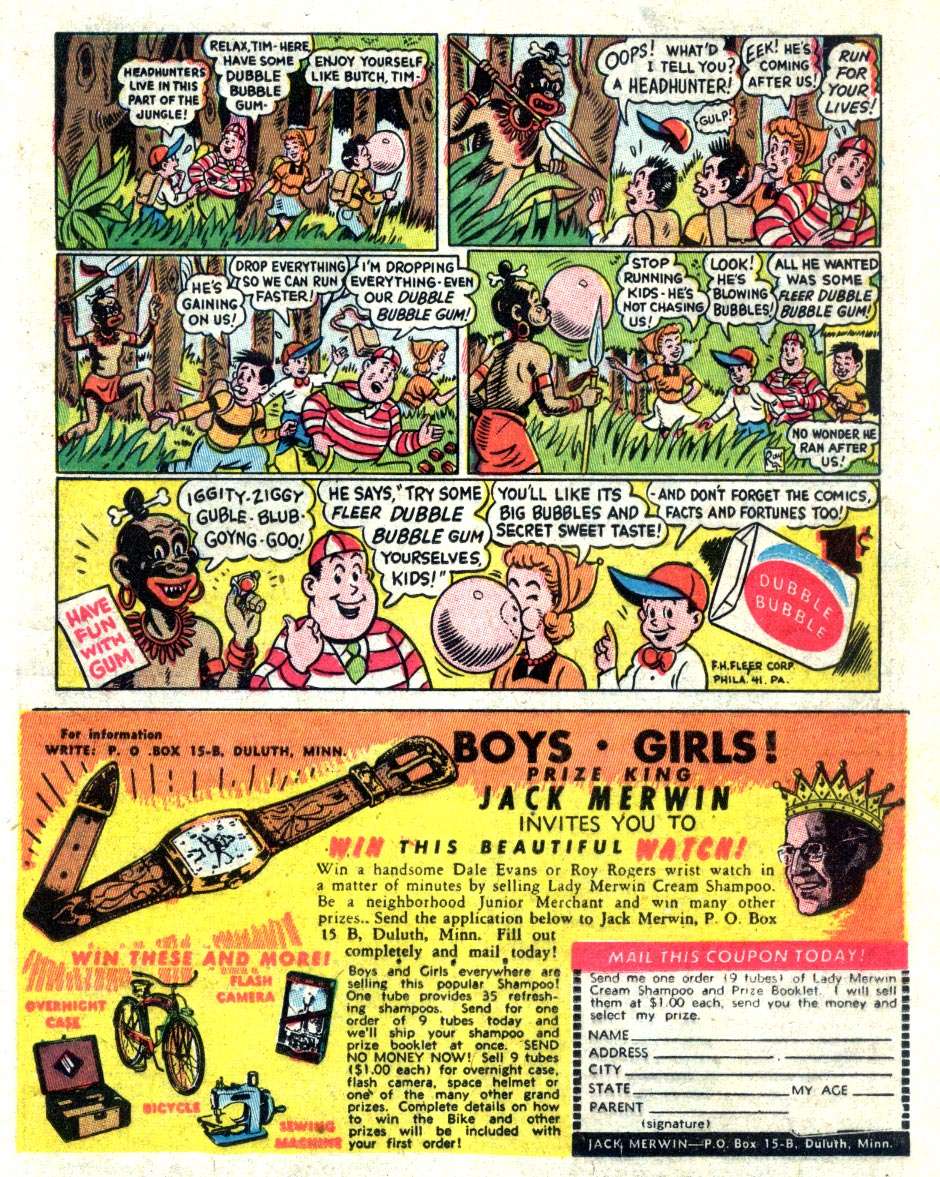 HEADHUNTERS
LIVE IN THIS
PART OF THE
JUNGLE!
RELAX, TIM-HERE,
HAVE SOME
DUBBLE
BUBBLE
GUM-
ENJOY YOURSELF
LIKE BUTCH, TIM-
OOPS! WHAT'D
I TELL YOU?
A HEADHUNTER!
GULP!
EEK! HE'S
COMING
AFTER US!
RUN
FOR
YOUR
LIVES!
HE'S
GAINING
ON US!
DROP EVERYTHING
SO WE CAN RUN
FASTER!
I'M DROPPING
EVERYTHING-EVEN
OUR DUBBLE
BUBBLE GUM!
STOP
RUNNING
KIDS-HE'S
NOT CHASING
US!
LOOK!
HE'S
BLOWING
BUBBLES!
ALL HE WANTED
WAS SOME
FLEER DUBBLE
BUBBLE GUM!
NO WONDER HE
RAN AFTER
US!
HAVE
FUN
WITH
GUM
IGGITY-ZIGGY
GUBLE-BLUB-
GOYNG-GOO!
HE SAYS, "TRY SOME
FLEER DUBBLE
BUBBLE GUM
YOURSELVES,
KIDS!"
YOU'LL LIKE ITS
BIG BUBBLES AND
SECRET SWEET TASTE!
-AND DON'T FORGET THE COMICS,
FACTS AND FORTUNES TOO!
1¢
FLEER
DUBBLE
BUBBLE
F.H. FLEER CORP.
PHILA. 41, PA.
For information
WRITE: P. O. BOX 15-B, DULUTH, MINN.
BOYS • GIRLS!
PRIZE KING
JACK MERWIN
INVITES YOU TO
WIN THIS BEAUTIFUL WATCH!
Win a handsome Dale Evans or Roy Rogers wrist watch in
a matter of minutes by selling Lady Merwin Cream Shampoo.
Be a neighborhood Junior Merchant and win many other
prizes.. Send the application below to Jack Merwin, P. O. Box
15 B, Duluth, Minn. Fill out
completely and mail today!
WIN THESE AND MORE!
OVERNIGHT
CASE
FLASH
CAMERA
BICYCLE
SEWING
MACHINE
Boys and Girls everywhere are
selling this popular Shampoo!
One tube provides 35 refresh-
ing shampoos. Send for one
order of 9 tubes today and
we'll ship your shampoo and
prize booklet at once. SEND
NO MONEY NOW! Sell 9 tubes
($1.00 each) for overnight case,
flash camera, space helmet or
one of the many other grand
prizes. Complete details on how
to win the Bike and other
prizes will be included with
your first order!
MAIL THIS COUPON TODAY!
Send me one order (9 tubes) of Lady Merwin
Cream Shampoo and Prize Booklet. I will sell
them at $1.00 each, send you the money and
select my prize.
NAME
ADDRESS
CITY
STATE MY AGE
PARENT
(signature)
JACK MERWIN—P.O. Box 15-B, Duluth, Minn.